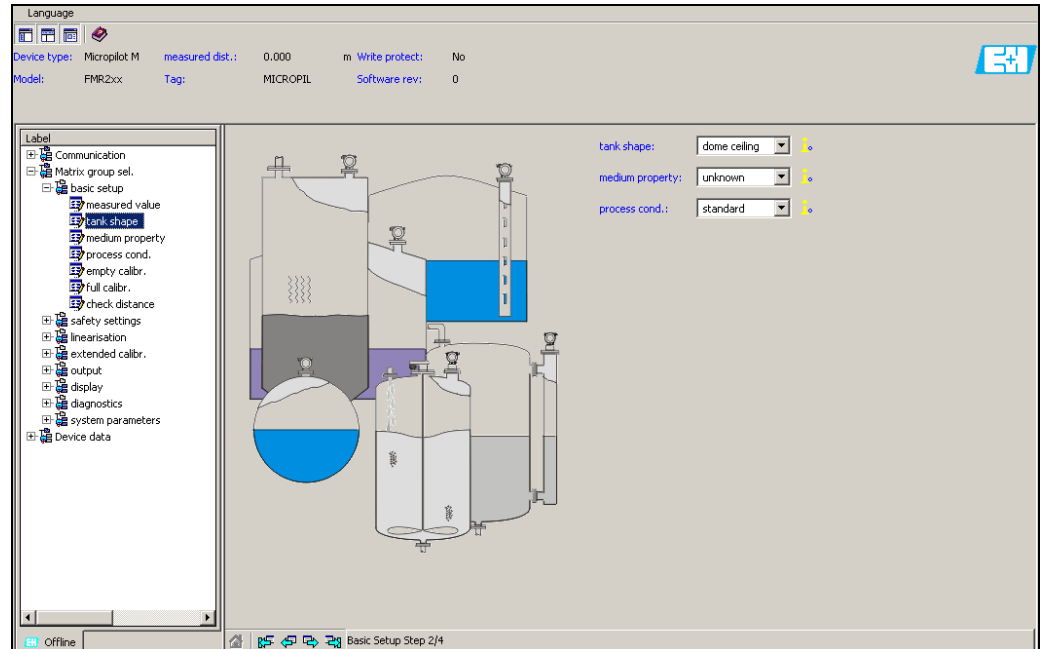 Language
Device type: Micropilot M measured dist.: 0.000 m Write protect: No
Model: FMR2xx Tag: MICROPIL Software rev: 0
E+H
Label
Communication
Matrix group sel.
basic setup
measured value
tank shape
medium property
process cond.
empty calibr.
full calibr.
check distance
safety settings
linearisation
extended calibr.
output
display
diagnostics
system parameters
Device data
tank shape: dome ceiling
medium property: unknown
process cond.: standard
Offline
Basic Setup Step 2/4